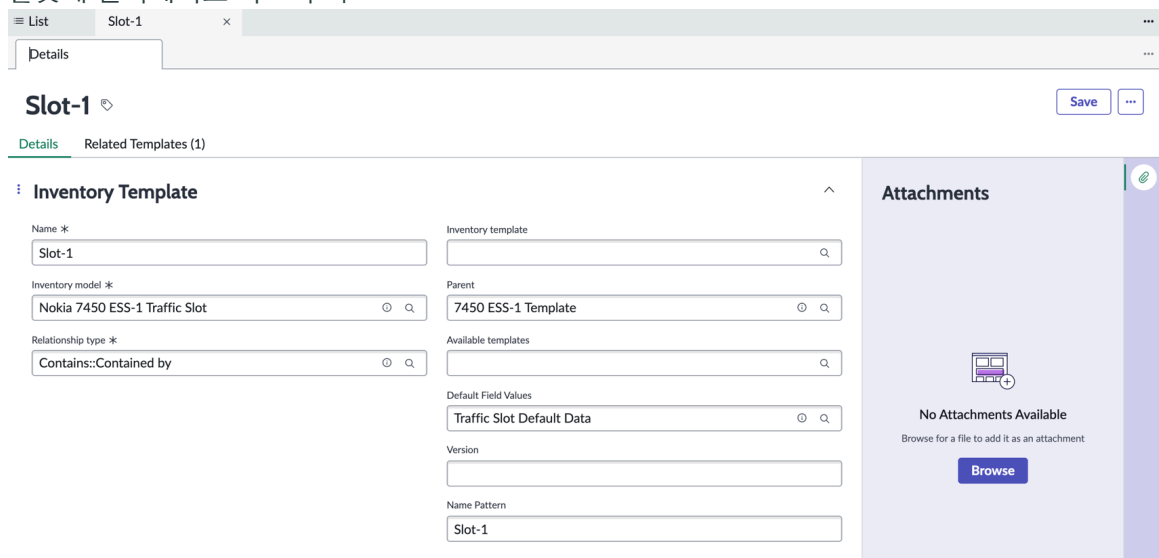 List
Slot-1
Details
Slot-1
Save
Details
Related Templates (1)
Inventory Template
Name
Slot-1
Inventory model
Nokia 7450 ESS-1 Traffic Slot
Relationship type
Contains::Contained by
Inventory template
Parent
7450 ESS-1 Template
Available templates
Default Field Values
Traffic Slot Default Data
Version
Name Pattern
Slot-1
Attachments
No Attachments Available
Browse for a file to add it as an attachment
Browse